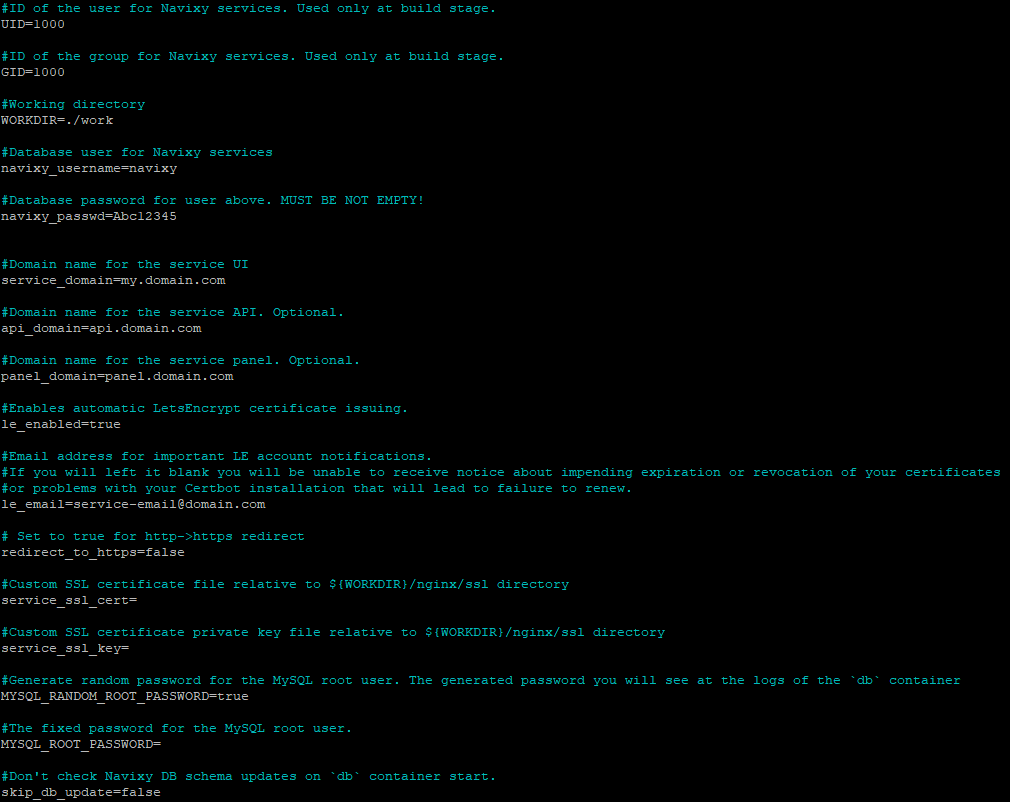 #ID of the user for Navixy services. Used only at build stage.
UID=1000
#ID of the group for Navixy services. Used only at build stage.
GID=1000
#Working directory
WORKDIR=./work
#Database user for Navixy services
navixy_username=navixy
#Database password for user above. MUST BE NOT EMPTY!
navixy_passwd=Abc12345
#Domain name for the service UI
service_domain=my.domain.com
#Domain name for the service API. Optional.
api_domain=api.domain.com
#Domain name for the service panel. Optional.
panel_domain=panel.domain.com
#Enables automatic LetsEncrypt certificate issuing.
le_enabled=true
#Email address for important LE account notifications.
#If you will left it blank you will be unable to receive notice about impending expiration or revocation of your certificates
#or problems with your Certbot installation that will lead to failure to renew.
le_email=service-email@domain.com
# Set to true for http->https redirect
redirect_to_https=false
#Custom SSL certificate file relative to ${WORKDIR}/nginx/ssl directory
service_ssl_cert=
#Custom SSL certificate private key file relative to ${WORKDIR}/nginx/ssl directory
service_ssl_key=
#Generate random password for the MySQL root user. The generated password you will see at the logs of the `db` container
MYSQL_RANDOM_ROOT_PASSWORD=true
#The fixed password for the MySQL root user.
MYSQL_ROOT_PASSWORD=
#Don't check Navixy DB schema updates on `db` container start.
skip_db_update=false